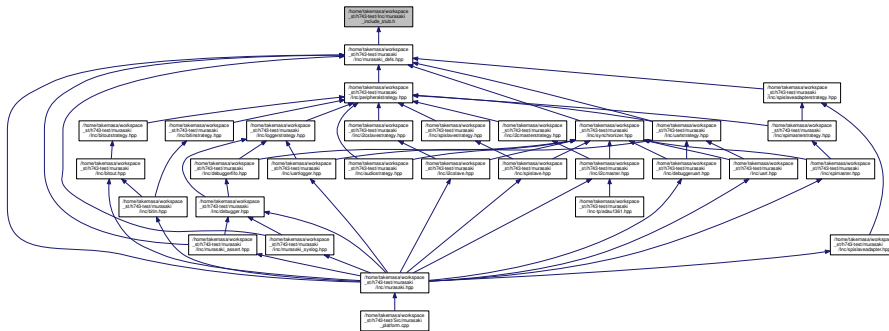 /home/takemasa/workspace
_st/h743-test/Inc/murasaki
_include_stub.h
/home/takemasa/workspace
_st/h743-test/murasaki
/Inc/murasaki_defs.hpp
/home/takemasa/workspace
_st/h743-test/murasaki
/Inc/peripheralstrategy.hpp
/home/takemasa/workspace
_st/h743-test/murasaki
/Inc/spislaveadapterstrategy.hpp
/home/takemasa/workspace
_st/h743-test/murasaki
/Inc/bitoutstrategy.hpp
/home/takemasa/workspace
_st/h743-test/murasaki
/Inc/bitinstrategy.hpp
/home/takemasa/workspace
_st/h743-test/murasaki
/Inc/loggerstrategy.hpp
/home/takemasa/workspace
_st/h743-test/murasaki
/Inc/i2cslavestrategy.hpp
/home/takemasa/workspace
_st/h743-test/murasaki
/Inc/spislavestrategy.hpp
/home/takemasa/workspace
_st/h743-test/murasaki
/Inc/i2cmasterstrategy.hpp
/home/takemasa/workspace
_st/h743-test/murasaki
/Inc/synchronizer.hpp
/home/takemasa/workspace
_st/h743-test/murasaki
/Inc/uartstrategy.hpp
/home/takemasa/workspace
_st/h743-test/murasaki
/Inc/spimasterstrategy.hpp
/home/takemasa/workspace
_st/h743-test/murasaki
/Inc/bitout.hpp
/home/takemasa/workspace
_st/h743-test/murasaki
/Inc/debuggerfifo.hpp
/home/takemasa/workspace
_st/h743-test/murasaki
/Inc/uartlogger.hpp
/home/takemasa/workspace
_st/h743-test/murasaki
/Inc/audiostrategy.hpp
/home/takemasa/workspace
_st/h743-test/murasaki
/Inc/i2cslave.hpp
/home/takemasa/workspace
_st/h743-test/murasaki
/Inc/spislave.hpp
/home/takemasa/workspace
_st/h743-test/murasaki
/Inc/i2cmaster.hpp
/home/takemasa/workspace
_st/h743-test/murasaki
/Inc/debuggeruart.hpp
/home/takemasa/workspace
_st/h743-test/murasaki
/Inc/uart.hpp
/home/takemasa/workspace
_st/h743-test/murasaki
/Inc/spimaster.hpp
/home/takemasa/workspace
_st/h743-test/murasaki
/Inc/bitin.hpp
/home/takemasa/workspace
_st/h743-test/murasaki
/Inc/debugger.hpp
/home/takemasa/workspace
_st/h743-test/murasaki
/Inc-tp/adau1361.hpp
/home/takemasa/workspace
_st/h743-test/murasaki
/Inc/murasaki_assert.hpp
/home/takemasa/workspace
_st/h743-test/murasaki
/Inc/murasaki_syslog.hpp
/home/takemasa/workspace
_st/h743-test/murasaki
/Inc/spislaveadapter.hpp
/home/takemasa/workspace
_st/h743-test/murasaki
/Inc/murasaki.hpp
/home/takemasa/workspace
_st/h743-test/Src/murasaki
_platform.cpp